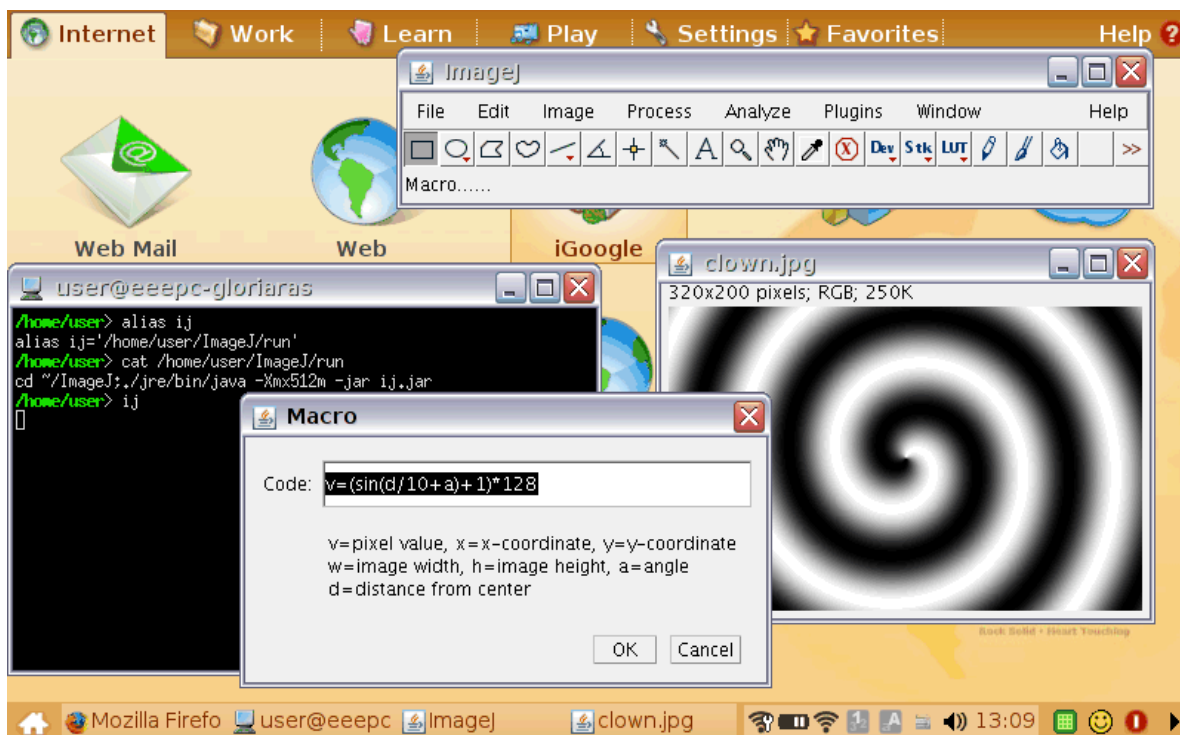 Internet Work Learn Play Settings Favorites Help ?
ImageJ
File Edit Image Process Analyze Plugins Window Help
A Dev Stk LUT >>
Macro......
Web Mail Web iGoogle
clown.jpg
320x200 pixels; RGB; 250K
user@eeepc-gloriaras
/home/user> alias ij
alias ij='/home/user/ImageJ/run'
/home/user> cat /home/user/ImageJ/run
cd ~/ImageJ;./jre/bin/java -Xmx512m -jar ij.jar
/home/user> ij
Macro
Code: v=(sin(d/10+a)+1)*128
v=pixel value, x=x-coordinate, y=y-coordinate
w=image width, h=image height, a=angle
d=distance from center
OK Cancel
Rock Solid • Heart Touching
Mozilla Firefo user@eeepc ImageJ clown.jpg 13:09